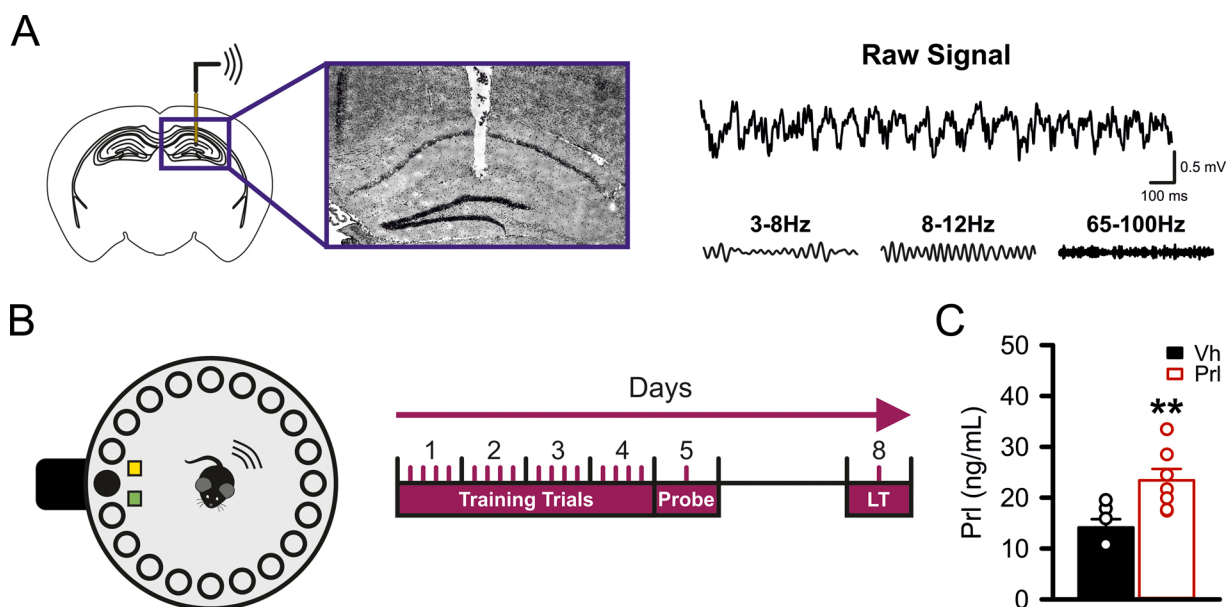 A
Raw Signal
0.5 mV
100 ms
3-8Hz 8-12Hz 65-100Hz
B
Days
1 2 3 4 5 8
Training Trials Probe LT
C
50
40
30
20
10
0
Prl (ng/mL)
Vh
Prl
**